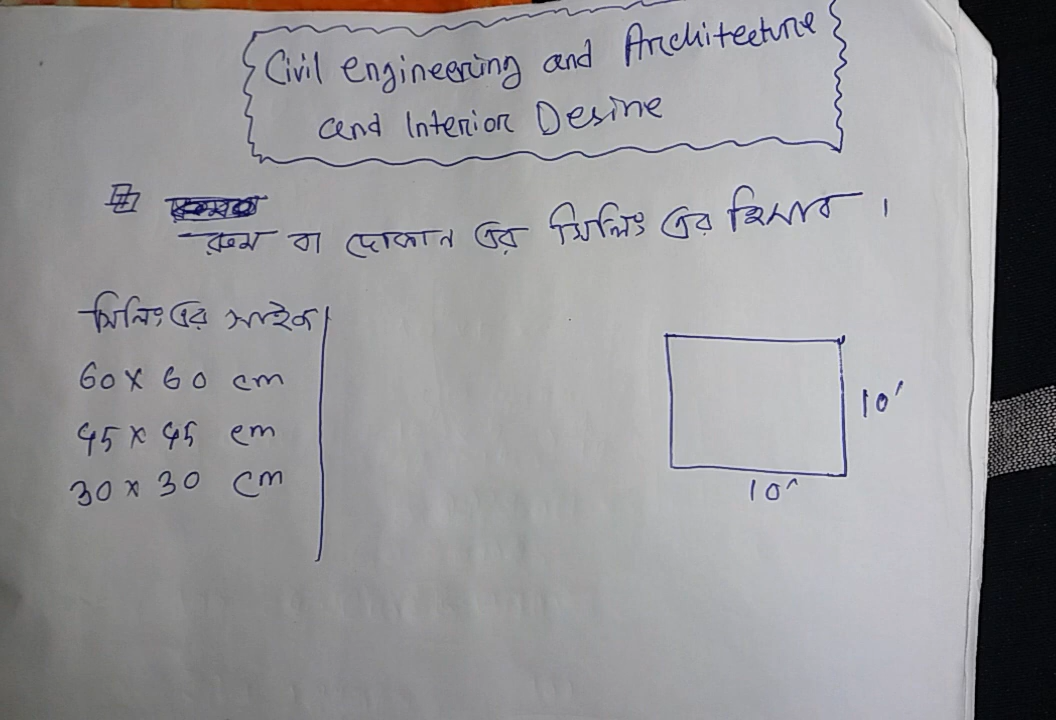 Civil engineering and Architecture
and Interior Desine
রুম বা দোকান এর সিলিং এর হিসাব।
সিলিং এর সাইজ
60 x 60 cm
45 x 45 cm
30 x 30 cm
10'
10'